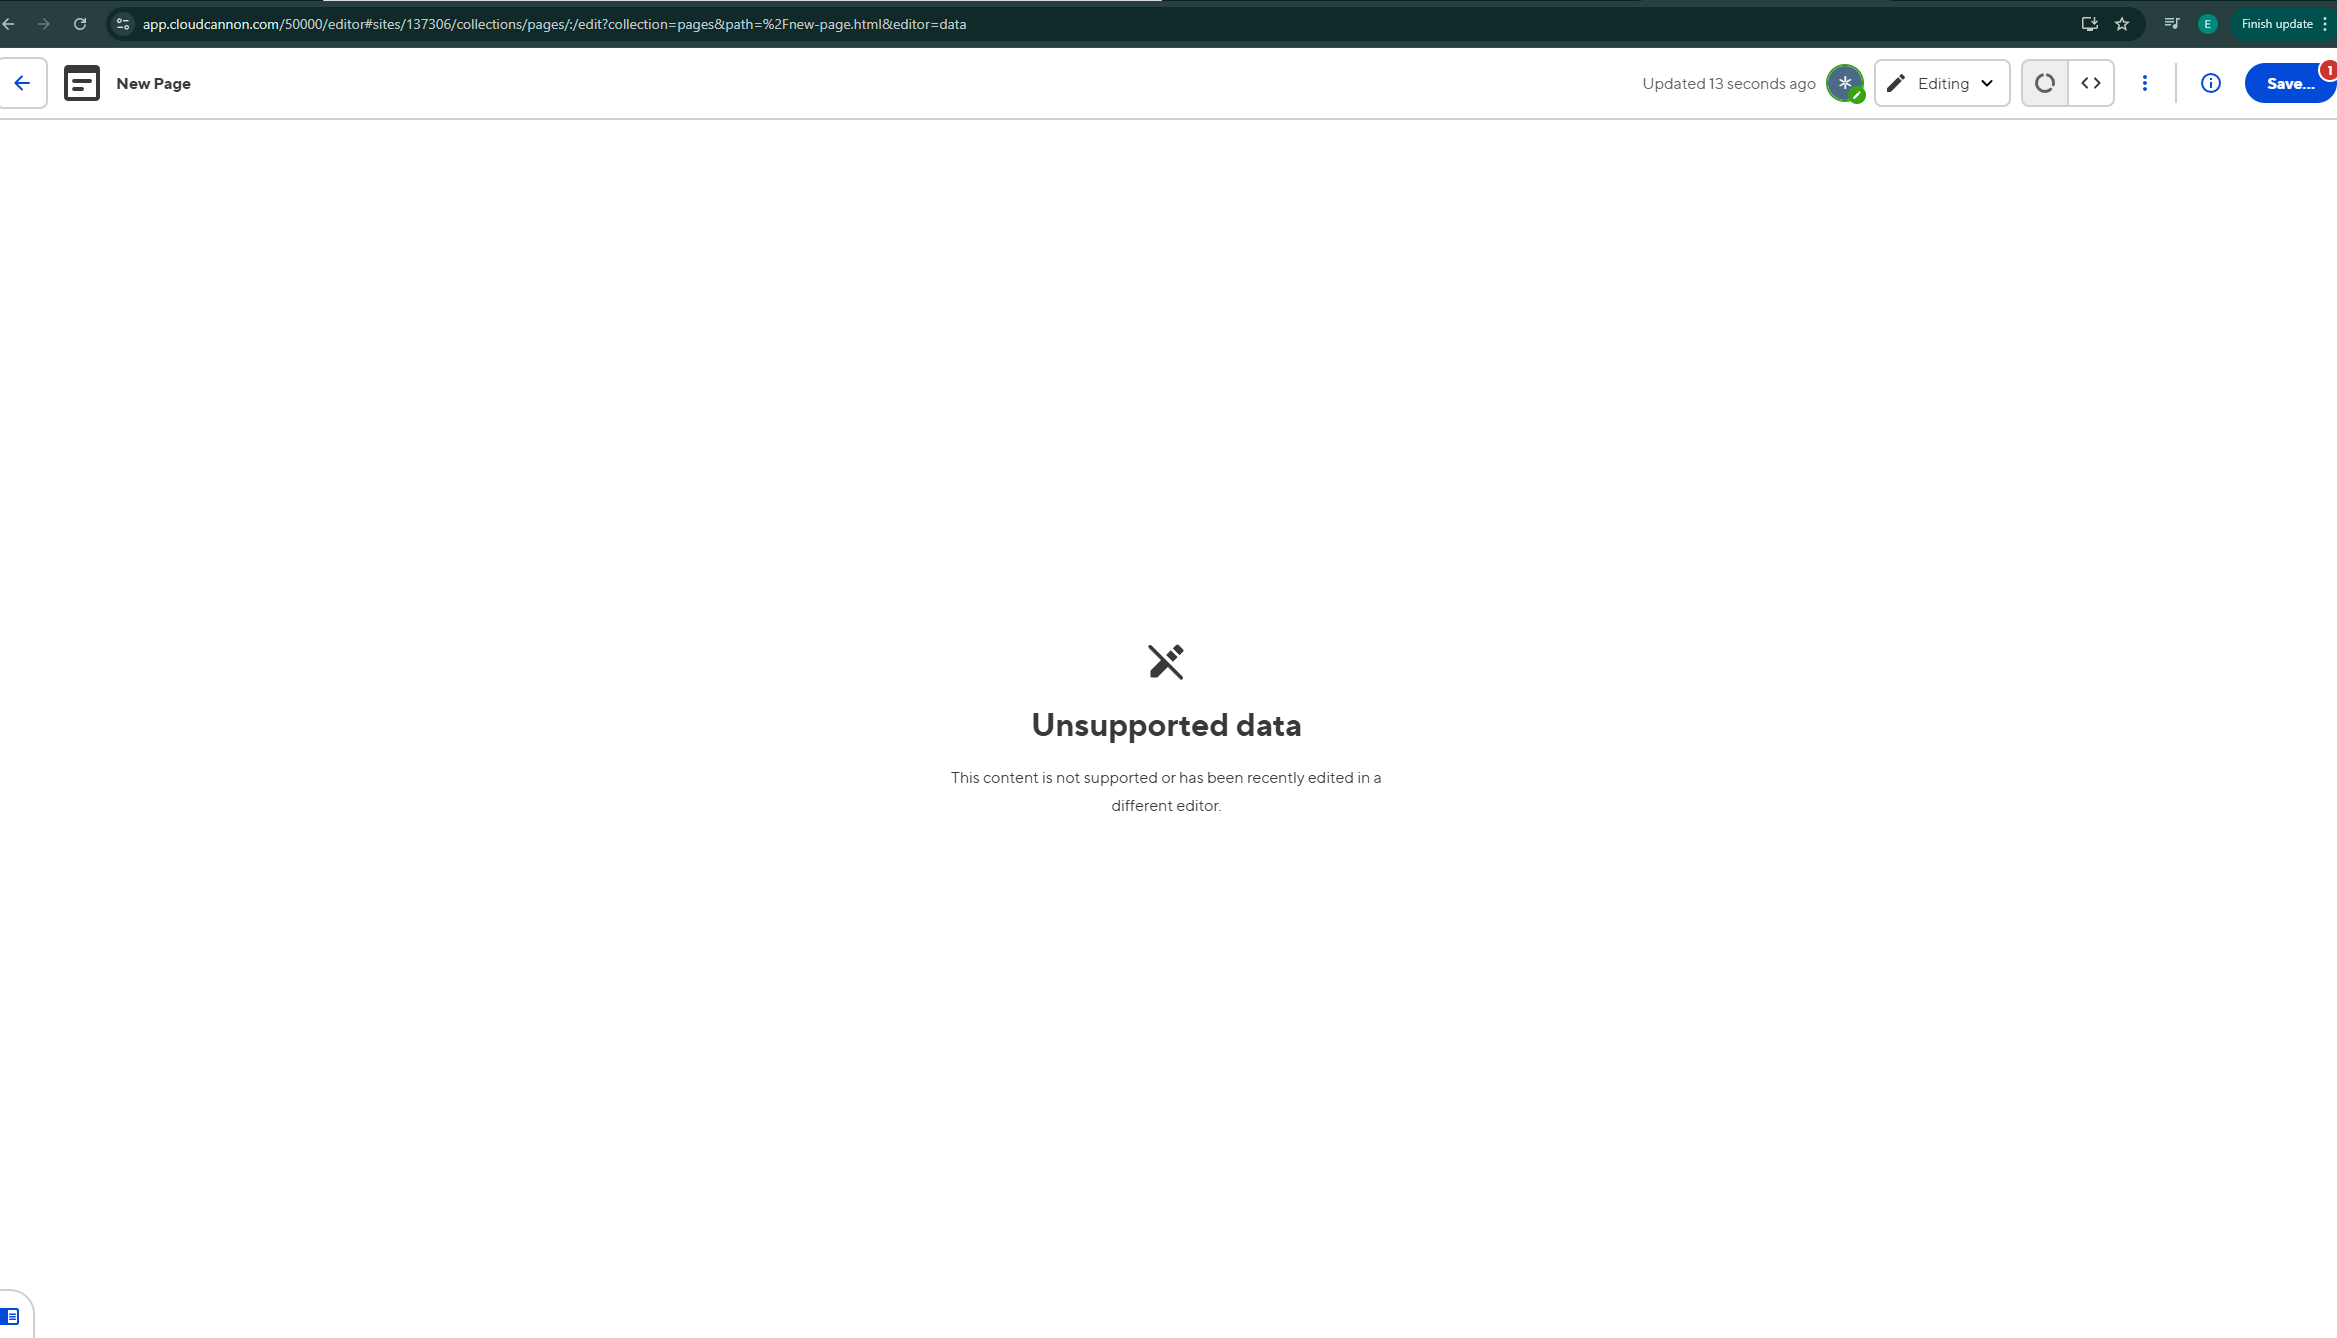 app.cloudcannon.com/50000/editor#sites/137306/collections/pages/:/edit?collection=pages&path=%2Fnew-page.html&editor=data
E
Finish update
New Page
Updated 13 seconds ago
Editing
Save...
1
Unsupported data
This content is not supported or has been recently edited in a
different editor.